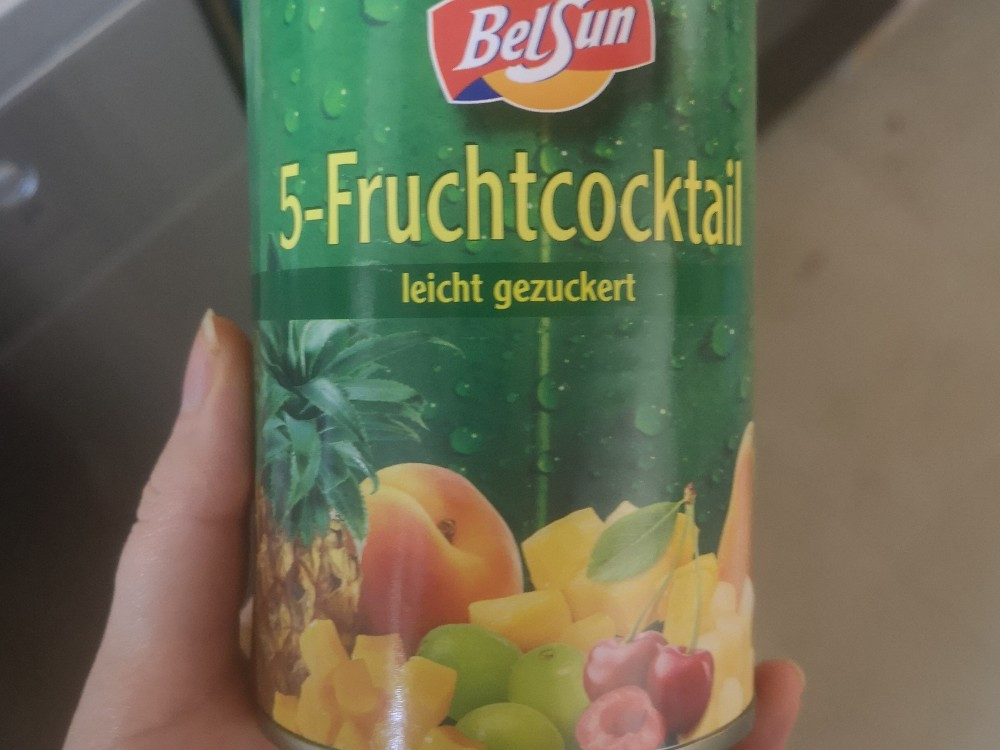 BelSun
5-Fruchtcocktail
leicht gezuckert